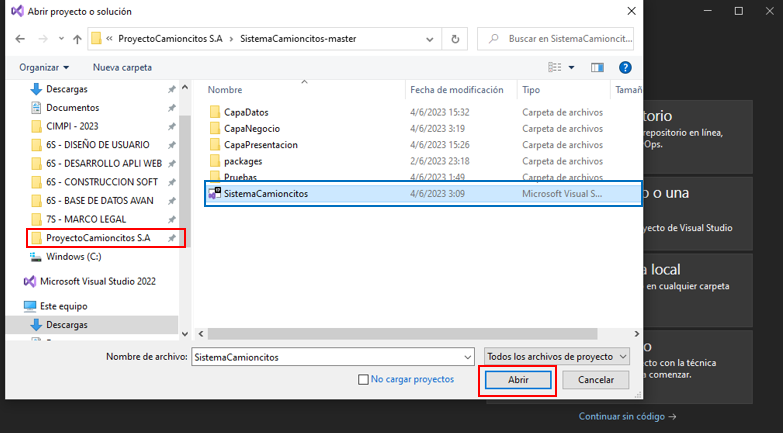 Abrir proyecto o solución
« ProyectoCamioncitos S.A > SistemaCamioncitos-master
Buscar en SistemaCamioncit...
Organizar
Nueva carpeta
Descargas
Documentos
CIMPI - 2023
6S - DISEÑO DE USUARIO
6S - DESARROLLO APLI WEB
6S - CONSTRUCCION SOFT
6S - BASE DE DATOS AVAN
7S - MARCO LEGAL
ProyectoCamioncitos S.A
Windows (C:)
Microsoft Visual Studio 2022
Este equipo
Descargas
Nombre Fecha de modificación Tipo Tamañ
CapaDatos 4/6/2023 15:32 Carpeta de archivos
CapaNegocio 4/6/2023 3:19 Carpeta de archivos
CapaPresentacion 4/6/2023 15:26 Carpeta de archivos
packages 2/6/2023 23:18 Carpeta de archivos
Pruebas 4/6/2023 1:49 Carpeta de archivos
SistemaCamioncitos 4/6/2023 3:09 Microsoft Visual S...
Nombre de archivo: SistemaCamioncitos
Todos los archivos de proyecto
No cargar proyectos
Abrir
Cancelar
torio
repositorio en línea,
Ops.
o o una
yecto de Visual Studio
a local
en cualquier carpeta
o
cto con la técnica
a comenzar.
Continuar sin código →